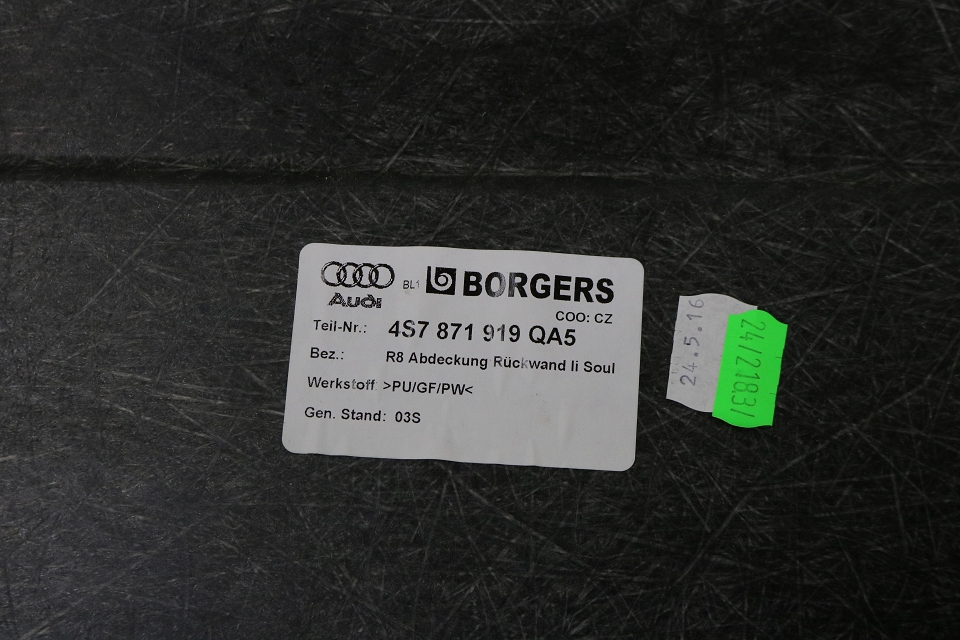 Audi
BL1 BORGERS
COO: CZ
Teil-Nr.: 4S7 871 919 QA5
Bez.: R8 Abdeckung Rückwand li Soul
Werkstoff: >PU/GF/PW<
Gen. Stand: 03S
24.5.16
24/2183/